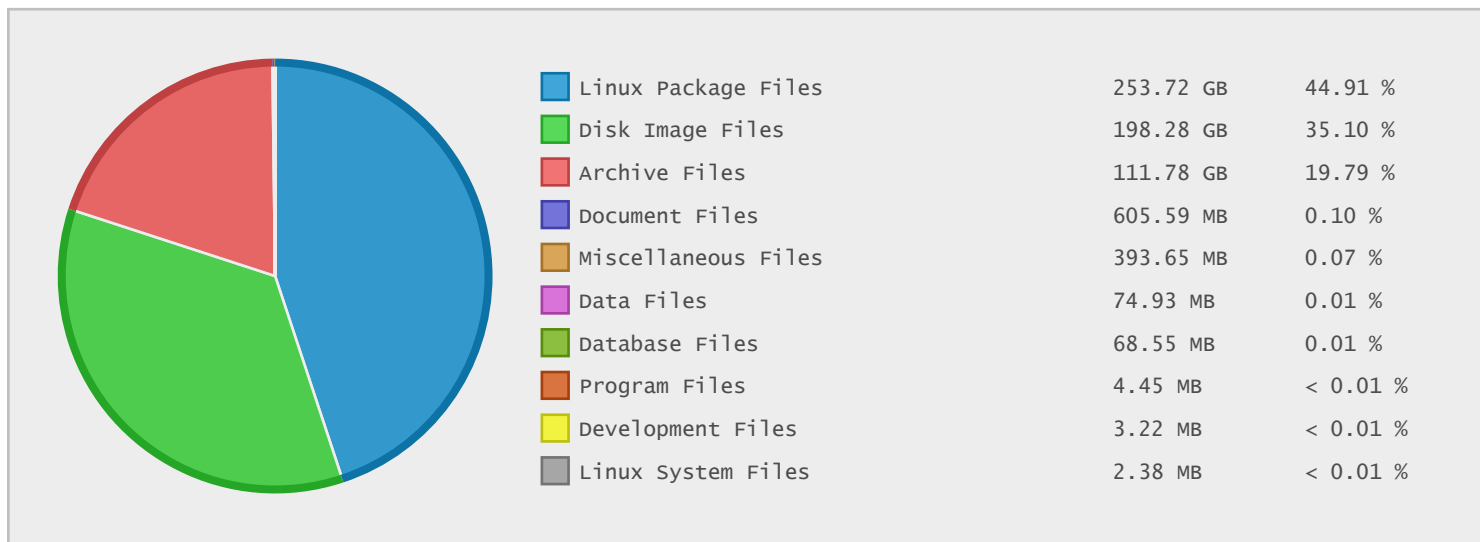 Linux Package Files 253.72 GB 44.91 %
Disk Image Files 198.28 GB 35.10 %
Archive Files 111.78 GB 19.79 %
Document Files 605.59 MB 0.10 %
Miscellaneous Files 393.65 MB 0.07 %
Data Files 74.93 MB 0.01 %
Database Files 68.55 MB 0.01 %
Program Files 4.45 MB < 0.01 %
Development Files 3.22 MB < 0.01 %
Linux System Files 2.38 MB < 0.01 %